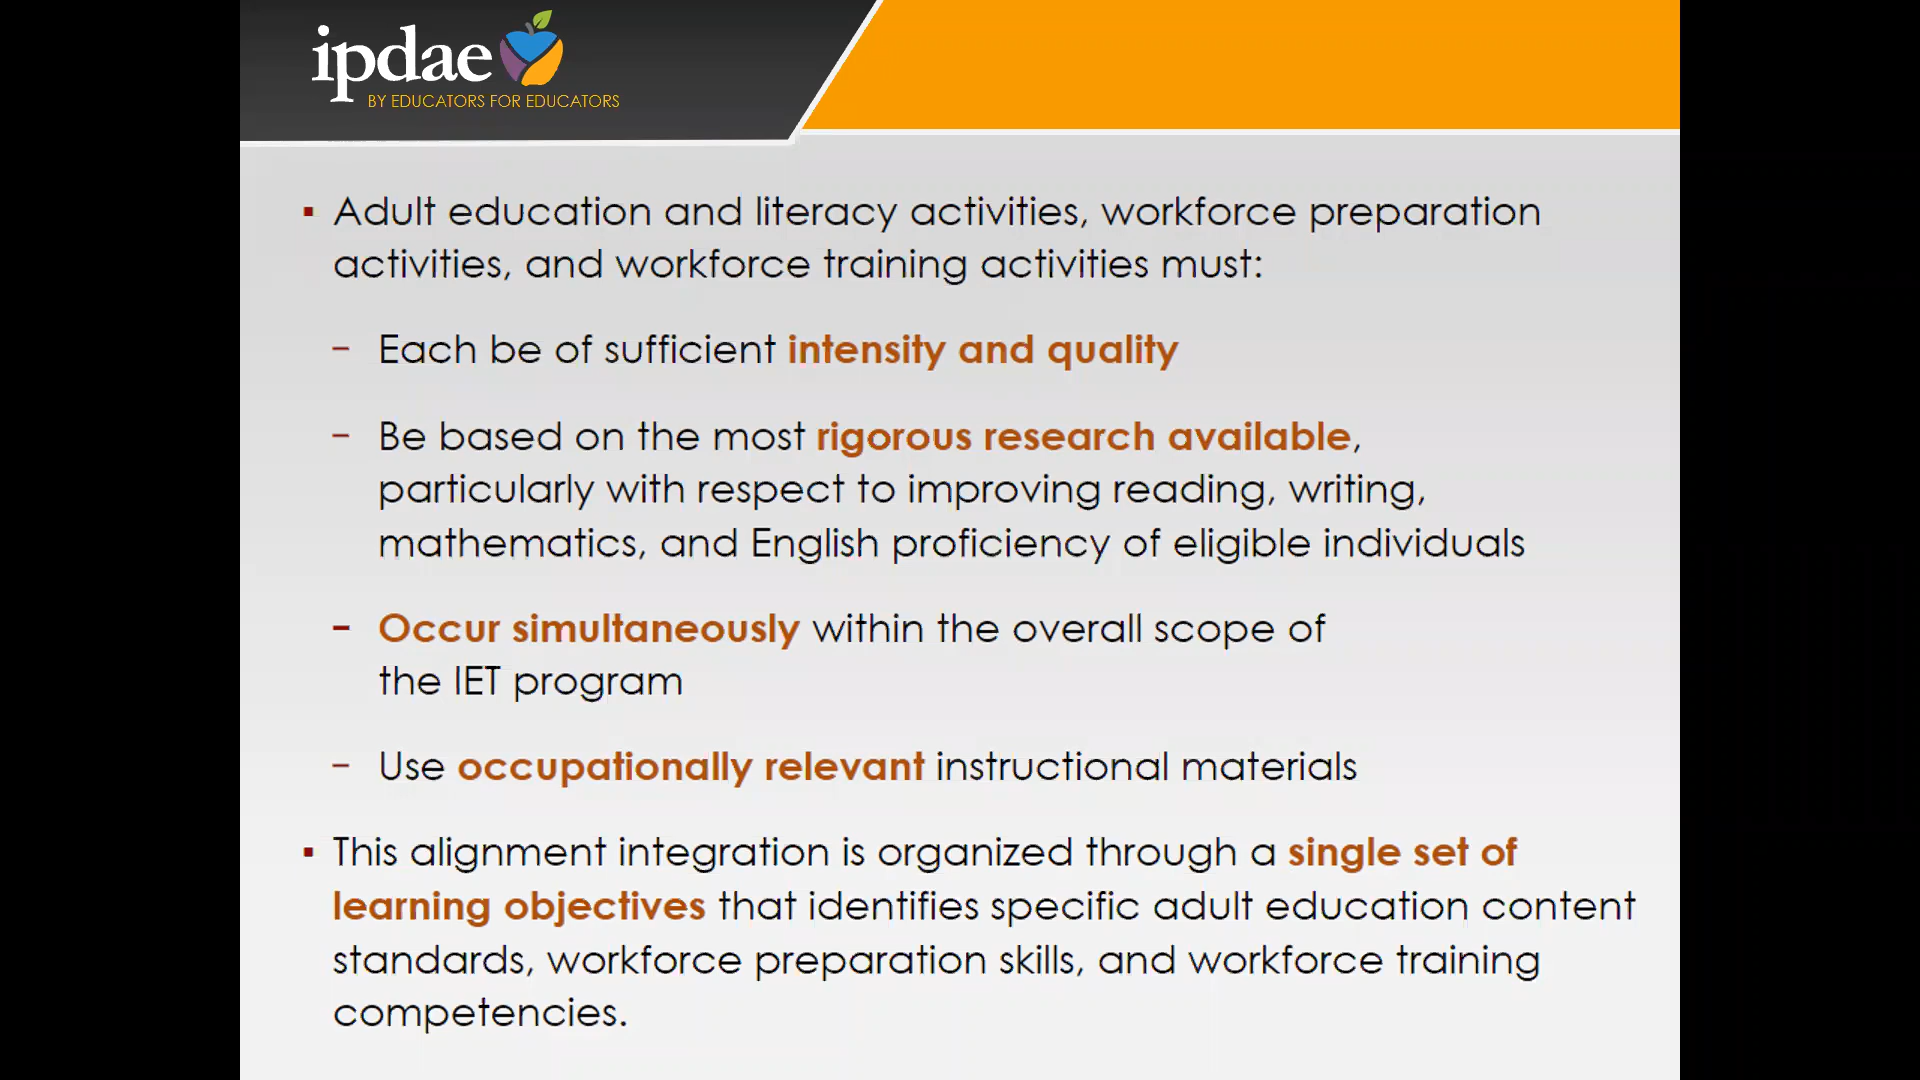 ipdae
BY EDUCATORS FOR EDUCATORS
▪ Adult education and literacy activities, workforce preparation
activities, and workforce training activities must:
− Each be of sufficient intensity and quality
− Be based on the most rigorous research available,
particularly with respect to improving reading, writing,
mathematics, and English proficiency of eligible individuals
− Occur simultaneously within the overall scope of
the IET program
− Use occupationally relevant instructional materials
▪ This alignment integration is organized through a single set of
learning objectives that identifies specific adult education content
standards, workforce preparation skills, and workforce training
competencies.